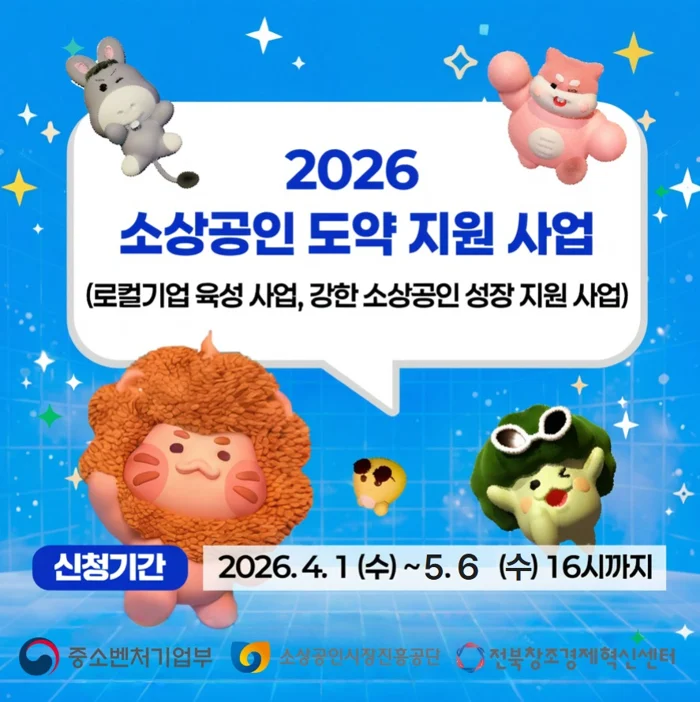 2026
소상공인 도약 지원 사업
(로컬기업 육성 사업, 강한 소상공인 성장 지원 사업)
신청기간 2026. 4. 1 (수) ~ 5. 6 (수) 16시까지
중소벤처기업부 소상공인시장진흥공단 전북창조경제혁신센터